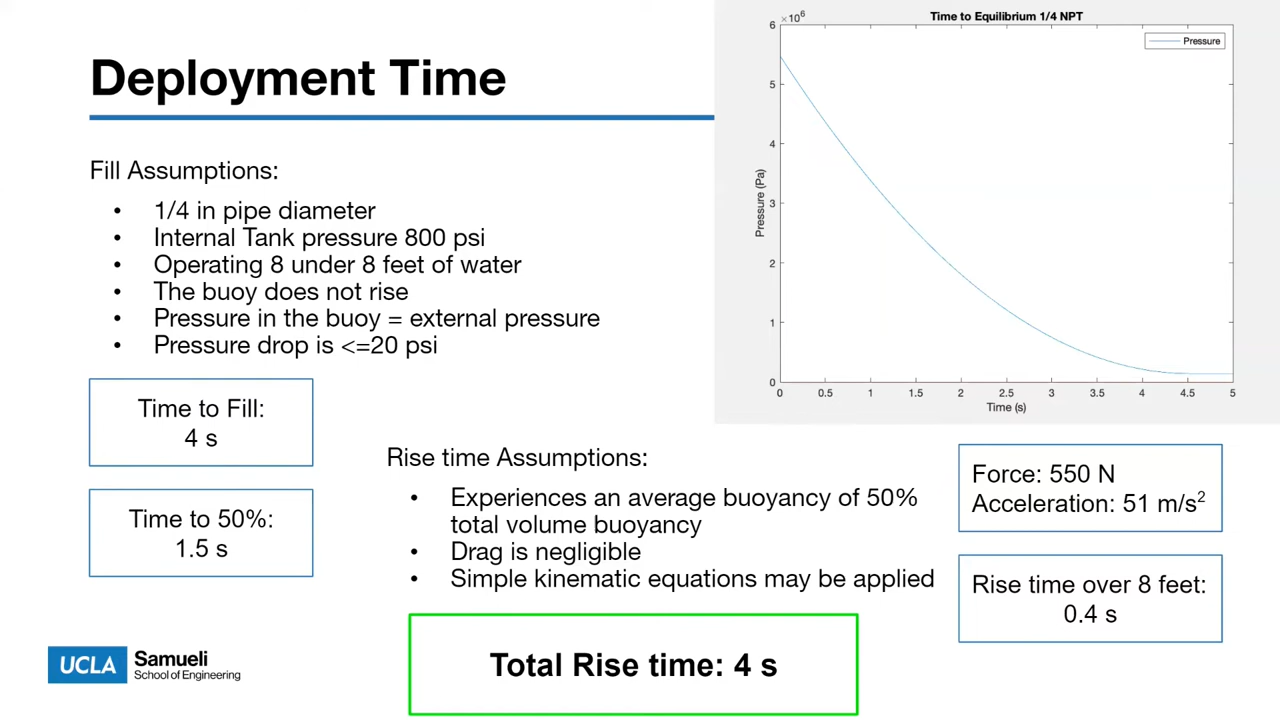 Deployment Time
Fill Assumptions:
• 1/4 in pipe diameter
• Internal Tank pressure 800 psi
• Operating 8 under 8 feet of water
• The buoy does not rise
• Pressure in the buoy = external pressure
• Pressure drop is <=20 psi
Time to Fill:
4 s
Time to 50%:
1.5 s
Time to Equilibrium 1/4 NPT
×10⁶
Pressure
6
5
4
3
2
1
0
Pressure (Pa)
0 0.5 1 1.5 2 2.5 3 3.5 4 4.5 5
Time (s)
Rise time Assumptions:
• Experiences an average buoyancy of 50%
total volume buoyancy
• Drag is negligible
• Simple kinematic equations may be applied
Force: 550 N
Acceleration: 51 m/s²
Rise time over 8 feet:
0.4 s
Total Rise time: 4 s
UCLA Samueli
School of Engineering